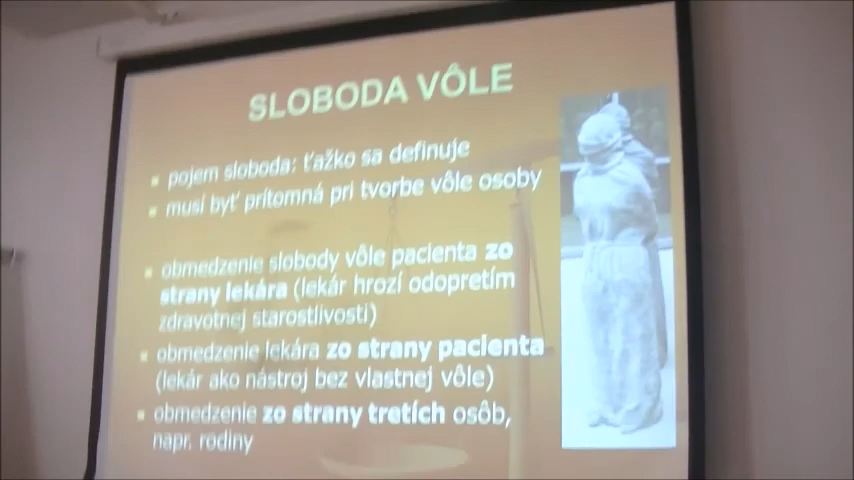 SLOBODA VÔLE
pojem sloboda: ťažko sa definuje
musí byť prítomná pri tvorbe vôle osoby
obmedzenie slobody vôle pacienta zo
strany lekára (lekár hrozí odopretím
zdravotnej starostlivosti)
obmedzenie lekára zo strany pacienta
(lekár ako nástroj bez vlastnej vôle)
obmedzenie zo strany tretích osôb,
napr. rodiny